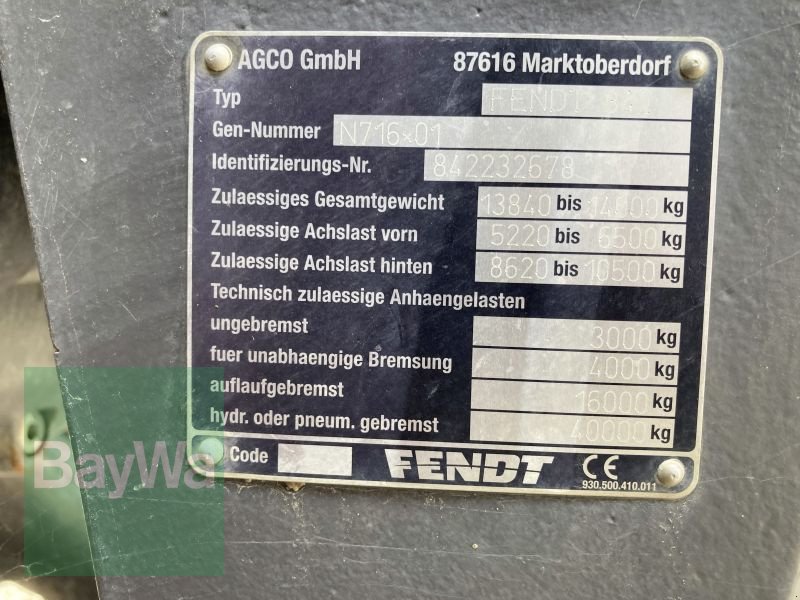 AGCO GmbH 87616 Marktoberdorf
Typ FENDT
Gen-Nummer N716*01
Identifizierungs-Nr. 842232678
Zulaessiges Gesamtgewicht 13840 bis 14000 kg
Zulaessige Achslast vorn 5220 bis 6500 kg
Zulaessige Achslast hinten 8620 bis 10500 kg
Technisch zulaessige Anhaengelasten
ungebremst 3000 kg
fuer unabhaengige Bremsung 4000 kg
auflaufgebremst 16000 kg
hydr. oder pneum. gebremst 40000 kg
Code FENDT CE
930.500.410.011
BayWa